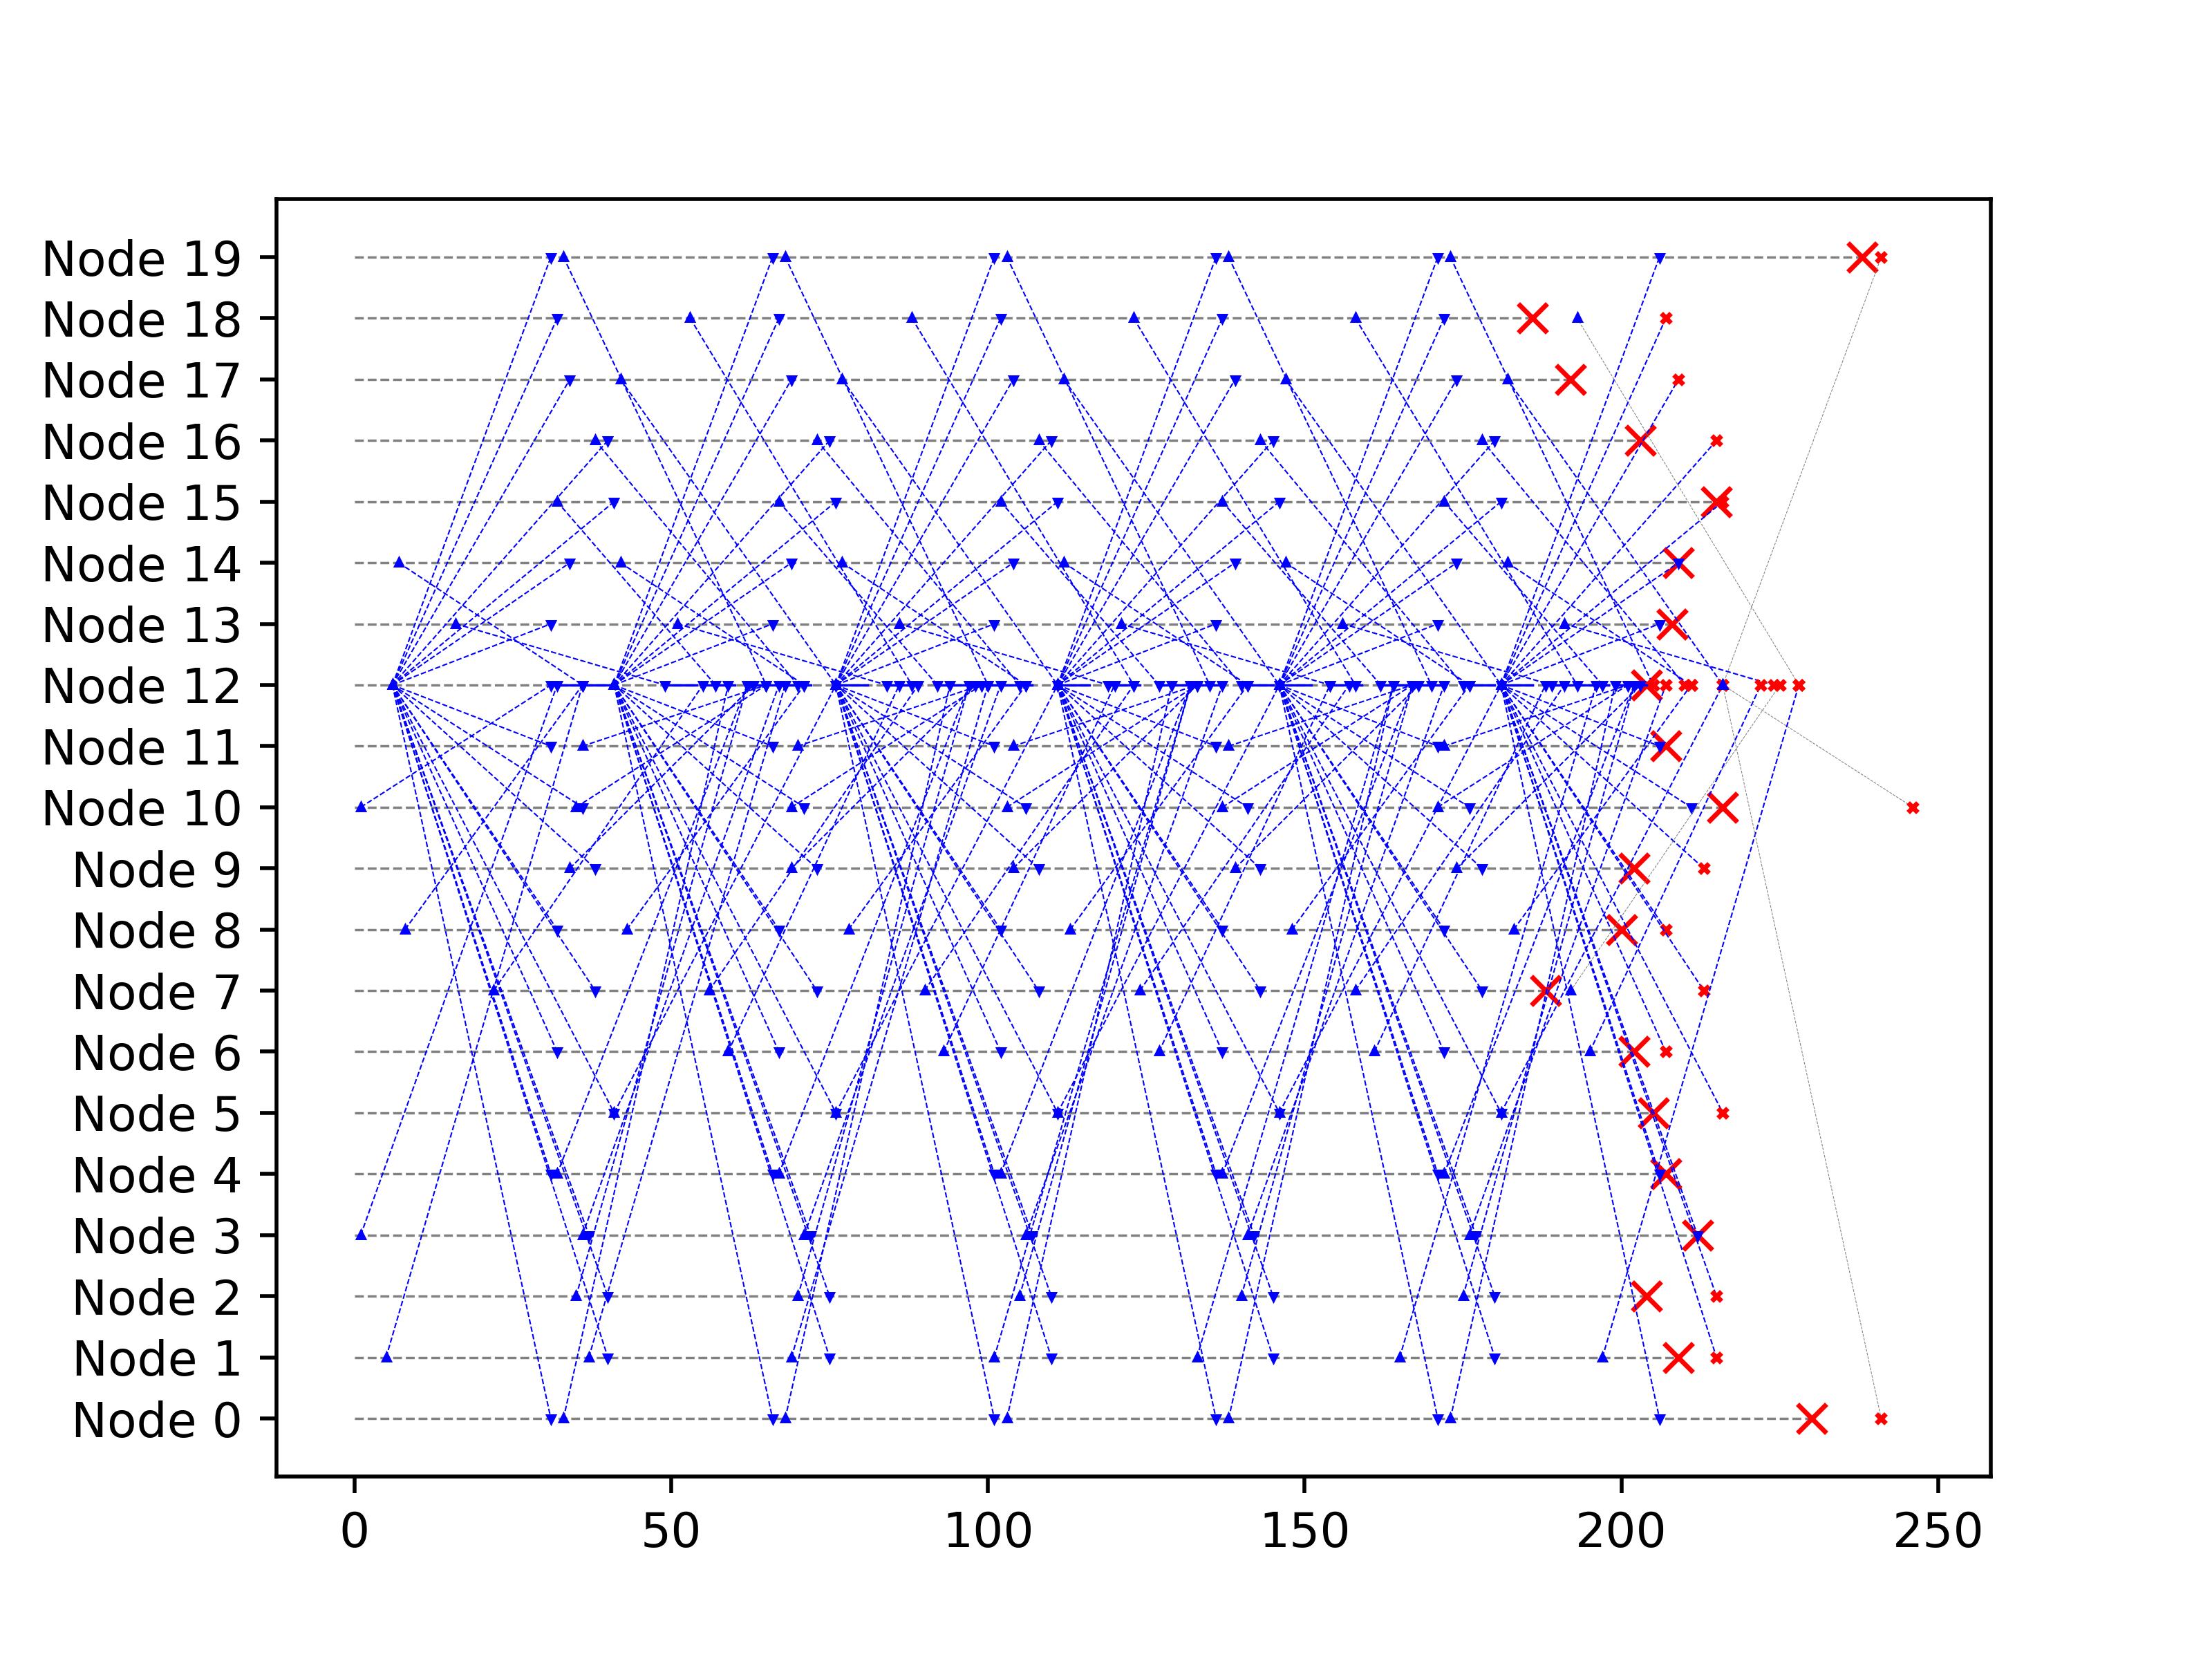 Node 19
Node 18
Node 17
Node 16
Node 15
Node 14
Node 13
Node 12
Node 11
Node 10
Node 9
Node 8
Node 7
Node 6
Node 5
Node 4
Node 3
Node 2
Node 1
Node 0
0 50 100 150 200 250